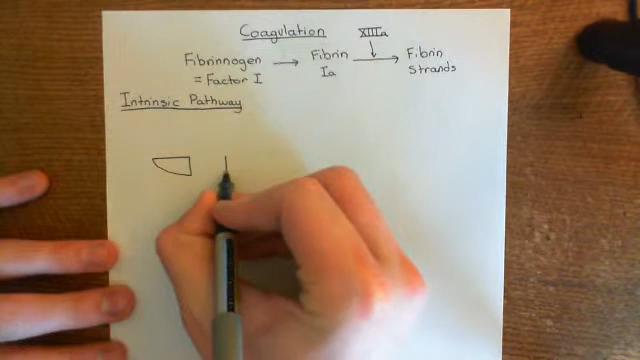 Coagulation
XIIIa
Fibrinnogen → Fibrin → Fibrin
= Factor I Ia Strands
Intrinsic Pathway